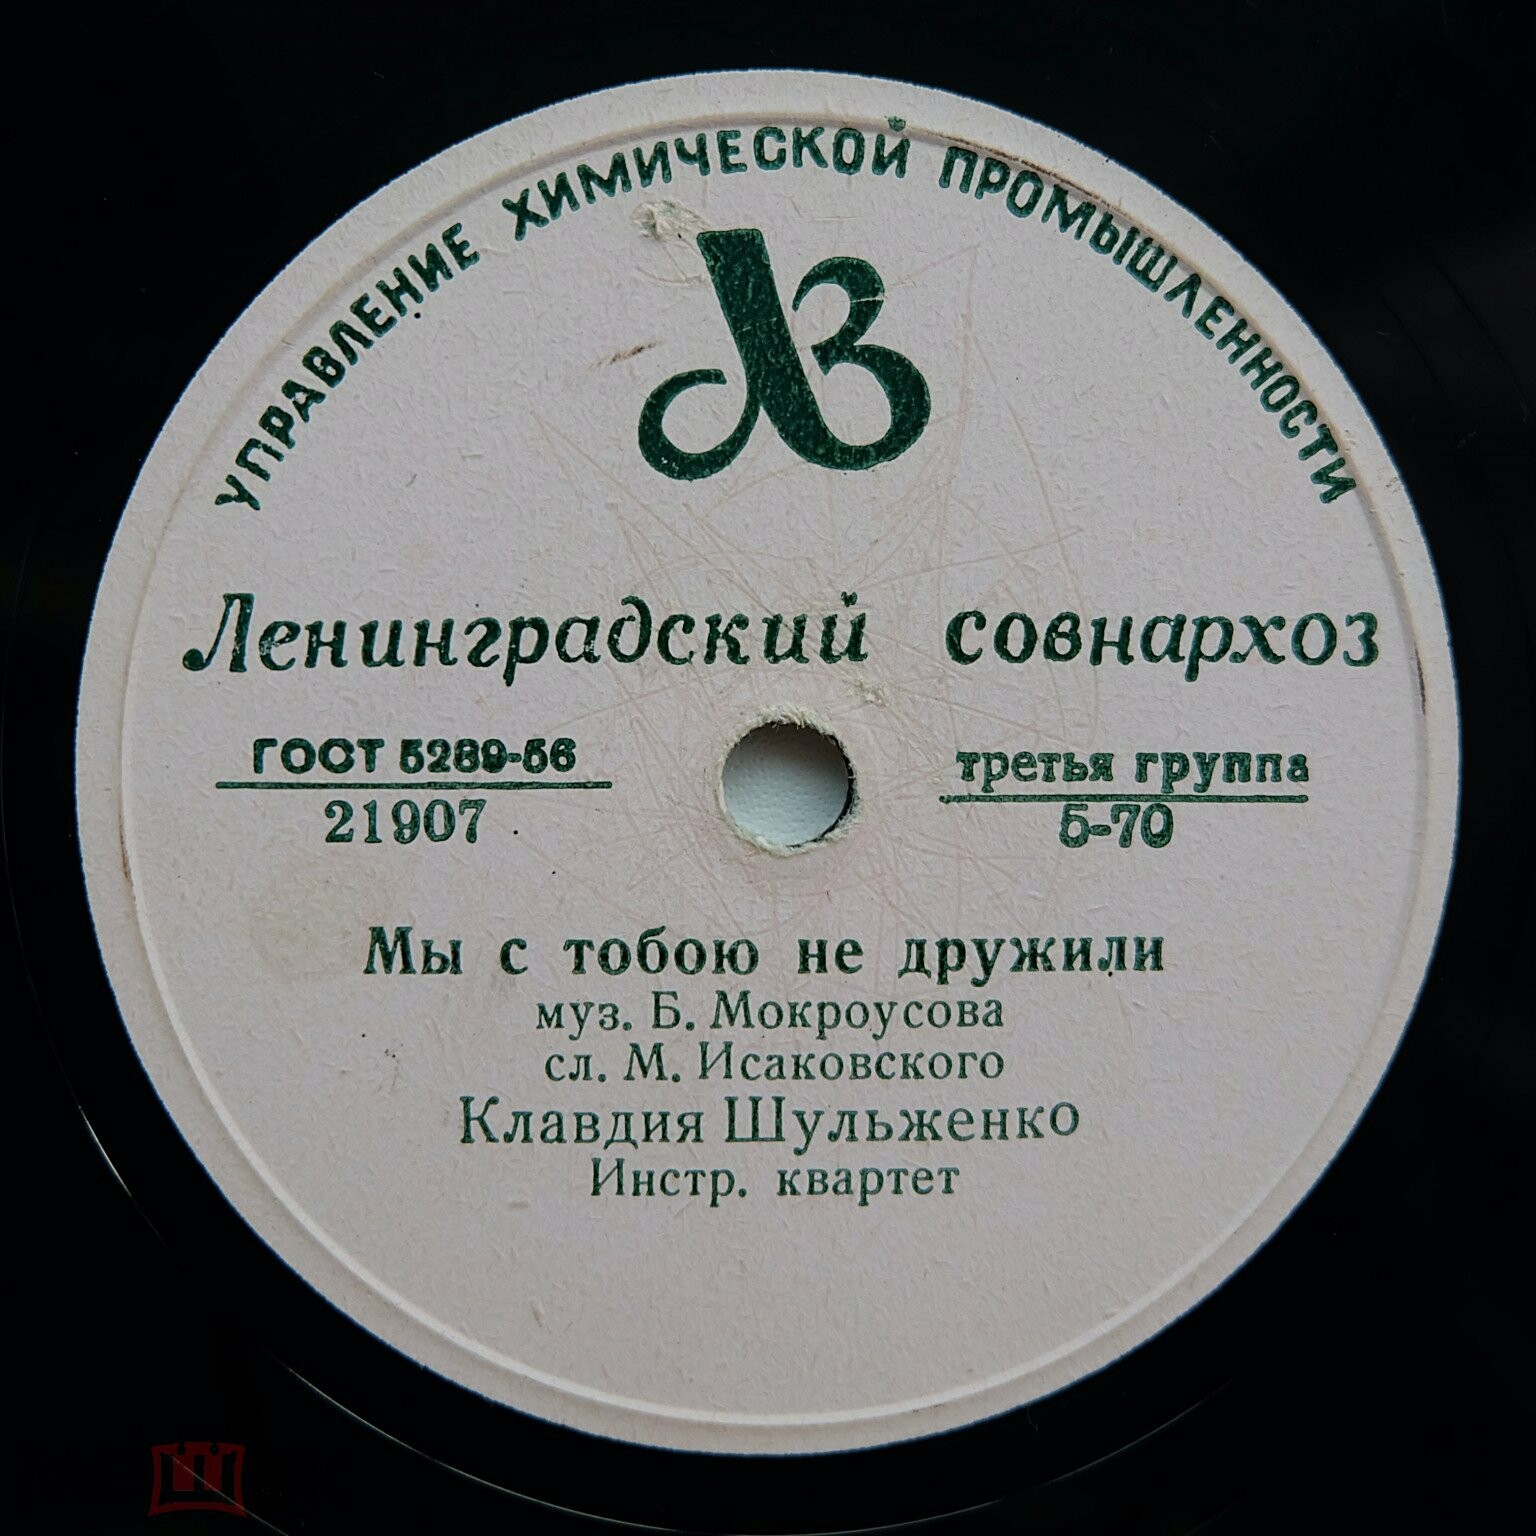 УПРАВЛЕНИЕ ХИМИЧЕСКОЙ ПРОМЫШЛЕННОСТИ
ЛЗ
Ленинградский совнархоз
ГОСТ 5289-56
21907
третья группа
5-70
Мы с тобою не дружили
муз. Б. Мокроусова
сл. М. Исаковского
Клавдия Шульженко
Инстр. квартет